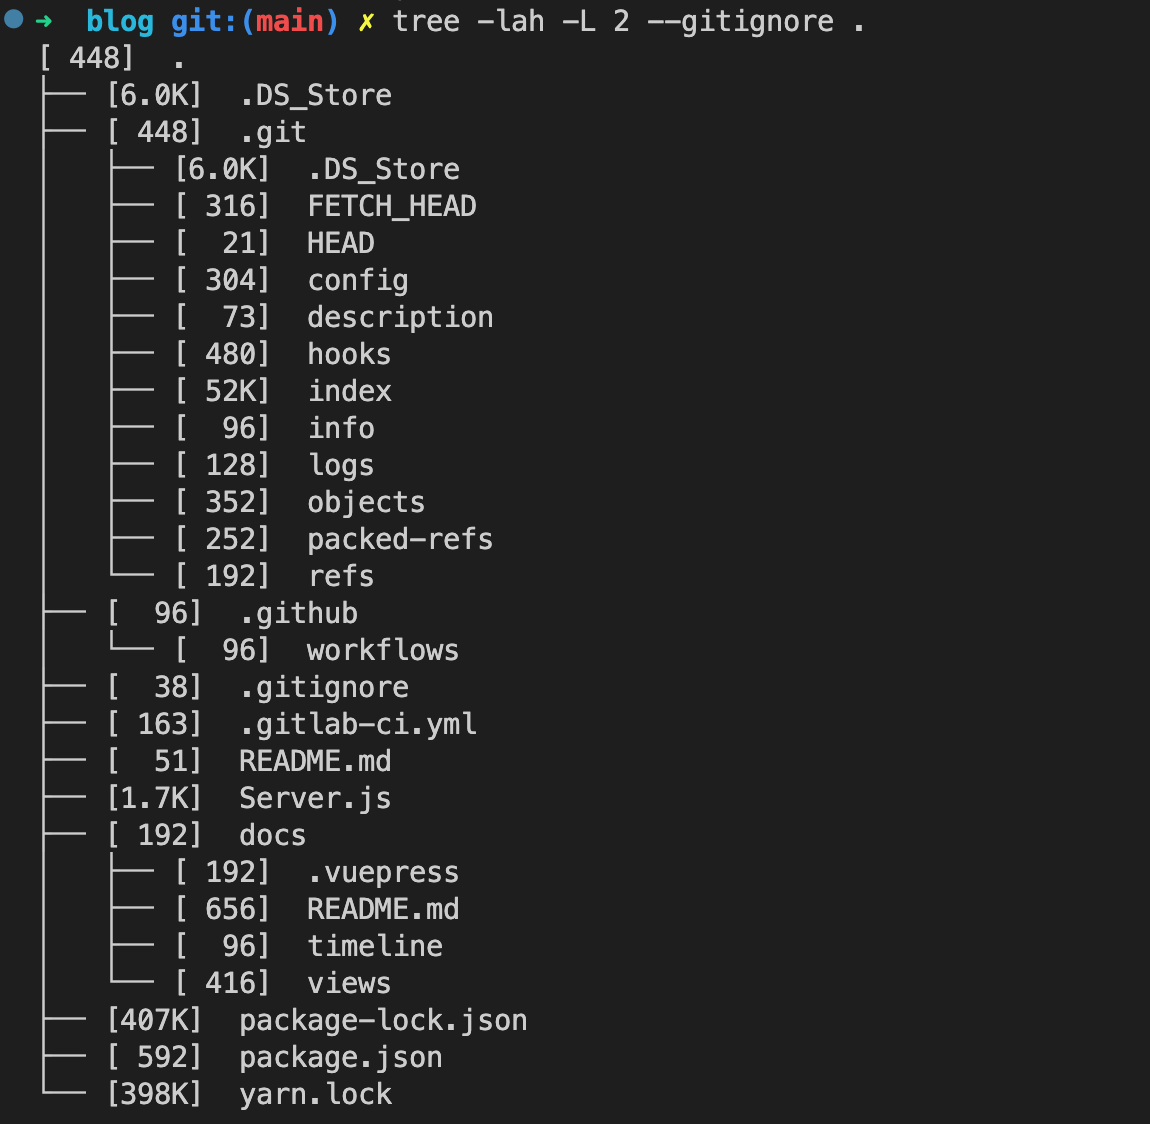 ➜  blog git:(main) ✗ tree -lah -L 2 --gitignore .
[ 448]  .
├── [6.0K]  .DS_Store
├── [ 448]  .git
│   ├── [6.0K]  .DS_Store
│   ├── [ 316]  FETCH_HEAD
│   ├── [  21]  HEAD
│   ├── [ 304]  config
│   ├── [  73]  description
│   ├── [ 480]  hooks
│   ├── [ 52K]  index
│   ├── [  96]  info
│   ├── [ 128]  logs
│   ├── [ 352]  objects
│   ├── [ 252]  packed-refs
│   └── [ 192]  refs
├── [  96]  .github
│   └── [  96]  workflows
├── [  38]  .gitignore
├── [ 163]  .gitlab-ci.yml
├── [  51]  README.md
├── [1.7K]  Server.js
├── [ 192]  docs
│   ├── [ 192]  .vuepress
│   ├── [ 656]  README.md
│   ├── [  96]  timeline
│   └── [ 416]  views
├── [407K]  package-lock.json
├── [ 592]  package.json
└── [398K]  yarn.lock